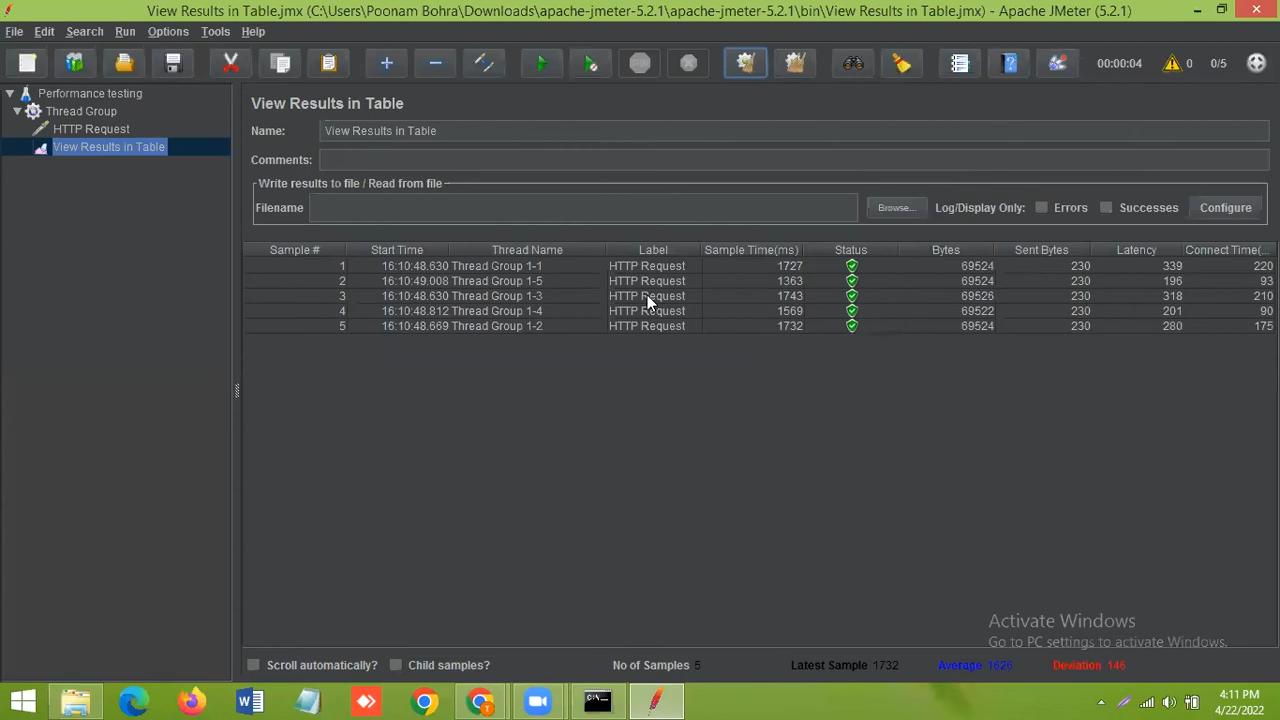 View Results in Table.jmx (C:\Users\Poonam Bohra\Downloads\apache-jmeter-5.2.1\apache-jmeter-5.2.1\bin\View Results in Table.jmx) - Apache JMeter (5.2.1)
File Edit Search Run Options Tools Help
00:00:04 0 0/5
Performance testing
Thread Group
HTTP Request
View Results in Table
View Results in Table
Name: View Results in Table
Comments:
Write results to file / Read from file
Filename Browse... Log/Display Only: Errors Successes Configure
Sample # Start Time Thread Name Label Sample Time(ms) Status Bytes Sent Bytes Latency Connect Time(...
1 16:10:48.630 Thread Group 1-1 HTTP Request 1727 69524 230 339 220
2 16:10:49.008 Thread Group 1-5 HTTP Request 1363 69524 230 196 93
3 16:10:48.630 Thread Group 1-3 HTTP Request 1743 69526 230 318 210
4 16:10:48.812 Thread Group 1-4 HTTP Request 1569 69522 230 201 90
5 16:10:48.669 Thread Group 1-2 HTTP Request 1732 69524 230 280 175
Activate Windows
Go to PC settings to activate Windows.
Scroll automatically? Child samples? No of Samples 5 Latest Sample 1732 Average 1626 Deviation 146
4:11 PM
4/22/2022